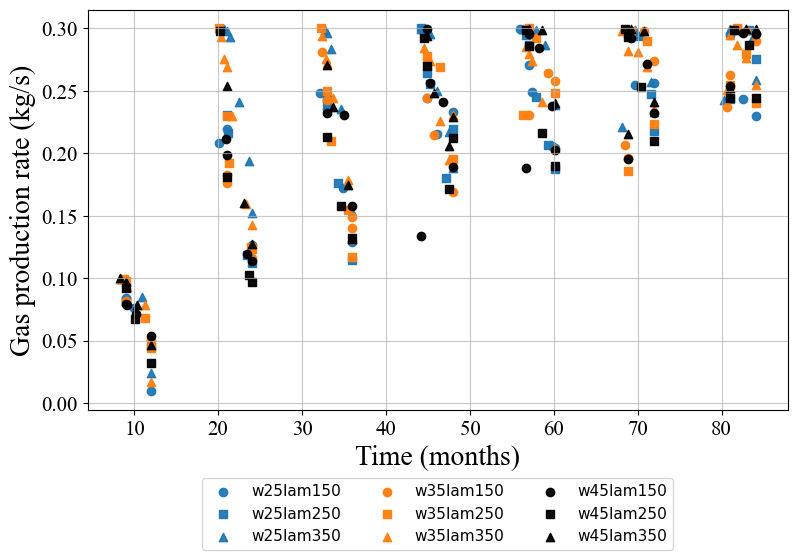 Gas production rate (kg/s)
0.30
0.25
0.20
0.15
0.10
0.05
0.00
10 20 30 40 50 60 70 80
Time (months)
w25lam150 w35lam150 w45lam150
w25lam250 w35lam250 w45lam250
w25lam350 w35lam350 w45lam350